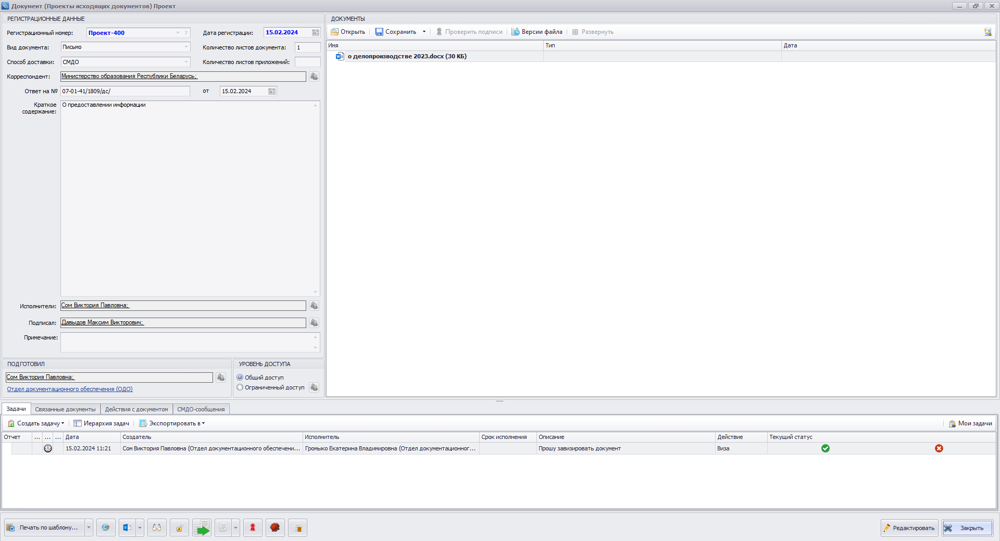 Документ (Проекты исходящих документов) Проект
РЕГИСТРАЦИОННЫЕ ДАННЫЕ
Регистрационный номер: Проект-400 ? Дата регистрации: 15.02.2024
Вид документа: Письмо Количество листов документа: 1
Способ доставки: СМДО Количество листов приложений:
Корреспондент: Министерство образования Республики Беларусь;
Ответ на № 07-01-41/1809/дс/ от 15.02.2024
Краткое содержание: О предоставлении информации
Исполнители: Сом Виктория Павловна;
Подписал: Давыдов Максим Викторович;
Примечание:
ПОДГОТОВИЛ
Сом Виктория Павловна;
Отдел документационного обеспечения (ОДО)
УРОВЕНЬ ДОСТУПА
Общий доступ
Ограниченный доступ
ДОКУМЕНТЫ
Открыть Сохранить Проверить подписи Версии файла Развернуть
Имя Тип Дата
о делопроизводстве 2023.docx (30 КБ)
Задачи Связанные документы Действия с документом СМДО-сообщения
Создать задачу Иерархия задач Экспортировать в Мои задачи
Отчет ... ... ... Дата Создатель Исполнитель Срок исполнения Описание Действие Текущий статус
15.02.2024 11:21 Сом Виктория Павловна (Отдел документационного обеспечени... Громыко Екатерина Владимировна (Отдел документационног... Прошу завизировать документ Виза
Печать по шаблону... Редактировать Закрыть